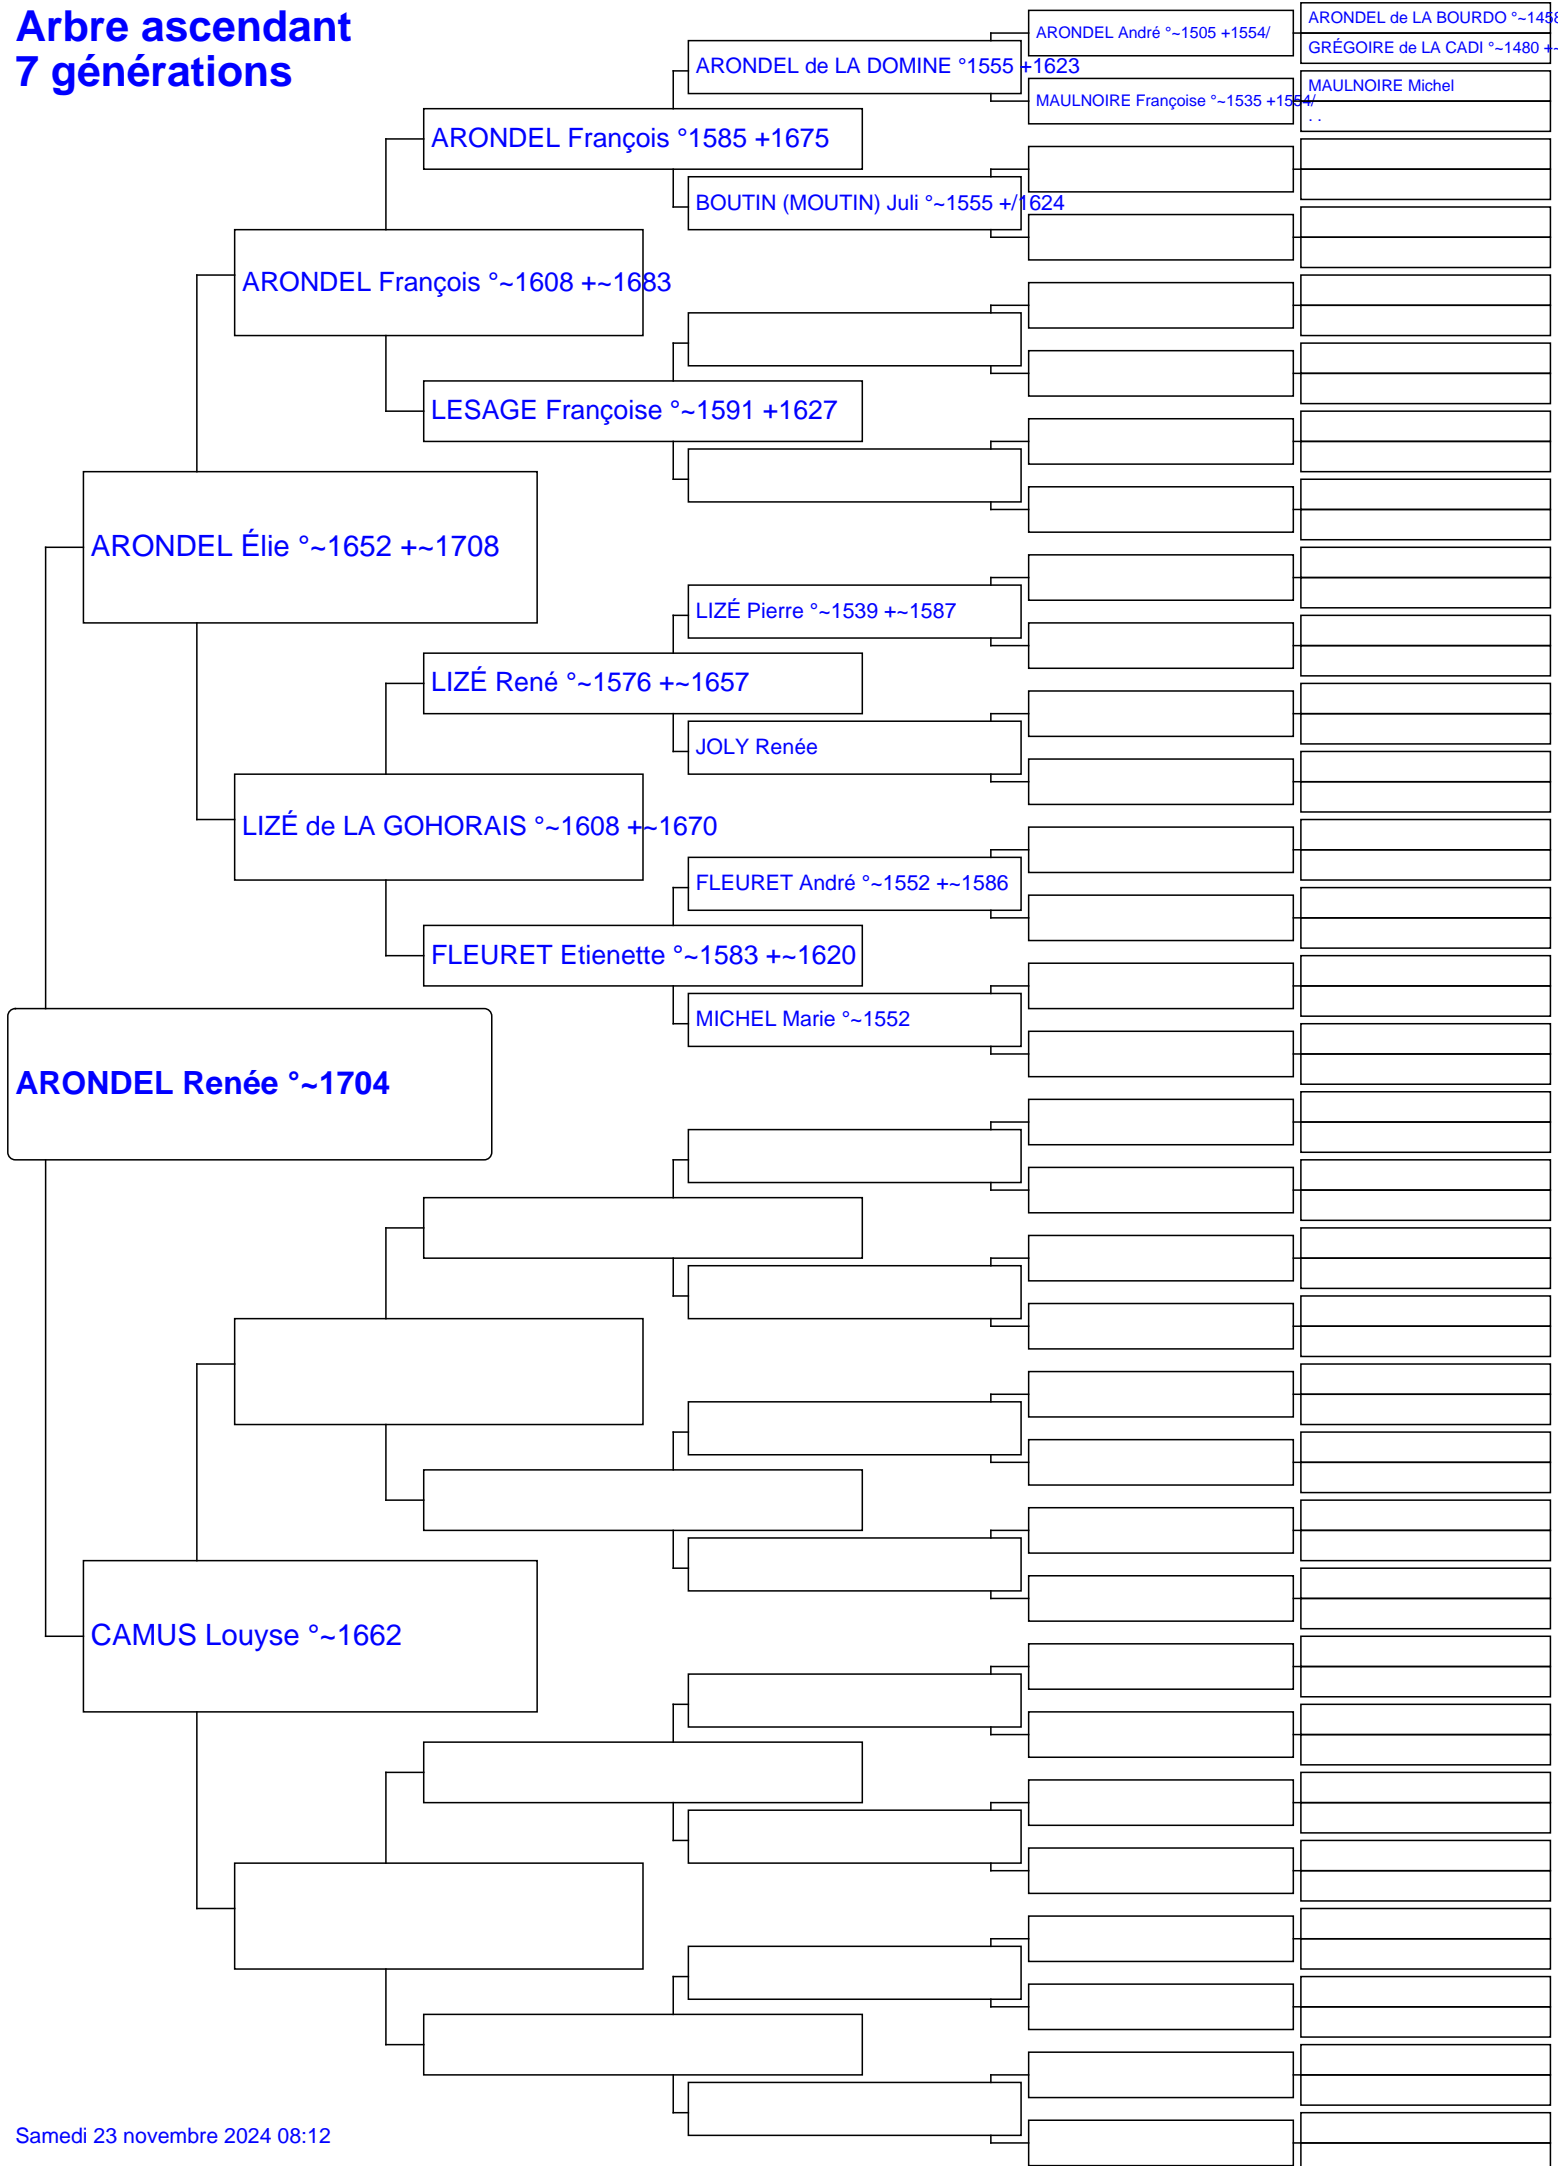 Arbre ascendant
7 générations
ARONDEL de LA BOURDO °~1458
ARONDEL André °~1505 +1554/
GRÉGOIRE de LA CADI °~1480 +~
ARONDEL de LA DOMINE °1555 +1623
MAULNOIRE Michel
MAULNOIRE Françoise °~1535 +1554/
. .
ARONDEL François °1585 +1675
BOUTIN (MOUTIN) Juli °~1555 +/1624
ARONDEL François °~1608 +~1683
LESAGE Françoise °~1591 +1627
ARONDEL Élie °~1652 +~1708
LIZÉ Pierre °~1539 +~1587
LIZÉ René °~1576 +~1657
JOLY Renée
LIZÉ de LA GOHORAIS °~1608 +~1670
FLEURET André °~1552 +~1586
FLEURET Etienette °~1583 +~1620
MICHEL Marie °~1552
ARONDEL Renée °~1704
CAMUS Louyse °~1662
Samedi 23 novembre 2024 08:12